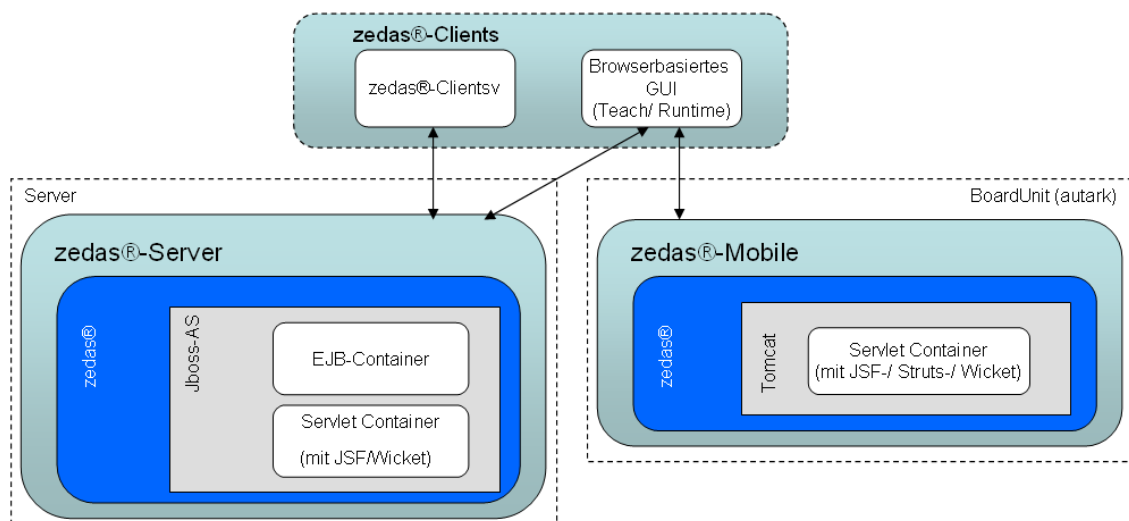 zedas®-Clients
zedas®-Clientsv
Browserbasiertes
GUI
(Teach/ Runtime)
Server
zedas®-Server
zedas®
Jboss-AS
EJB-Container
Servlet Container
(mit JSF/Wicket)
BoardUnit (autark)
zedas®-Mobile
zedas®
Tomcat
Servlet Container
(mit JSF-/ Struts-/ Wicket)